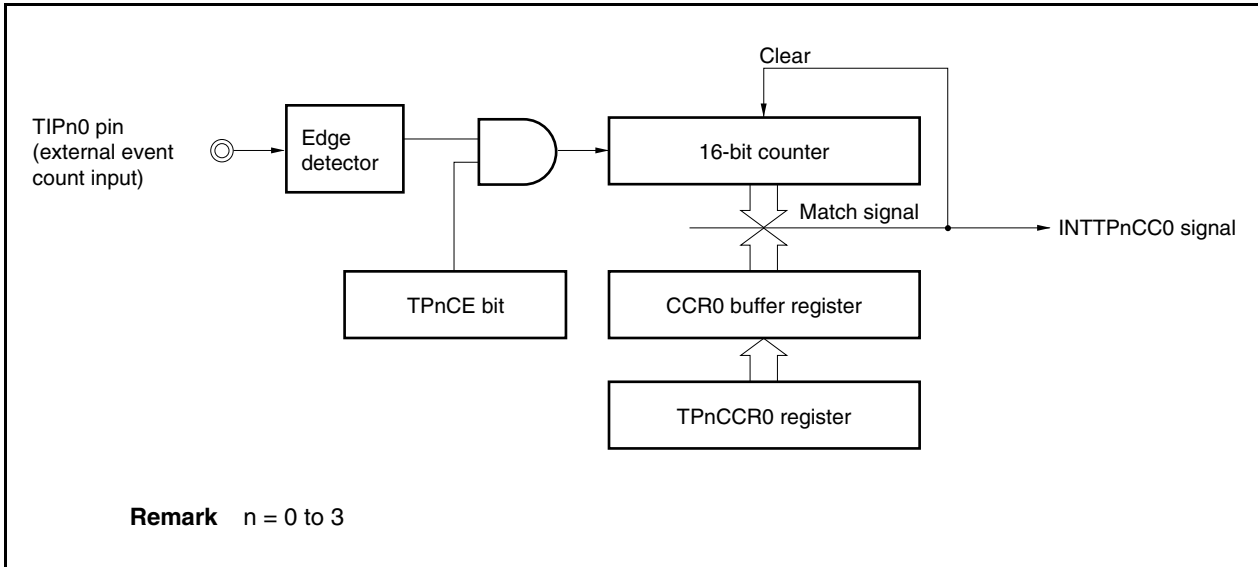 Clear
TIPn0 pin
(external event
count input)
Edge
detector
16-bit counter
Match signal
INTTPnCC0 signal
TPnCE bit
CCR0 buffer register
TPnCCR0 register
Remark n = 0 to 3